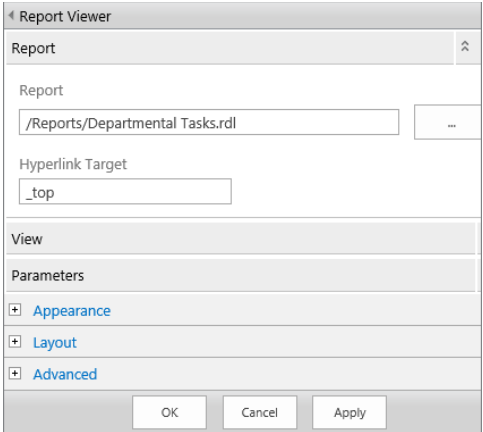 Report Viewer
Report
Report
/Reports/Departmental Tasks.rdl
...
Hyperlink Target
_top
View
Parameters
Appearance
Layout
Advanced
OK Cancel Apply